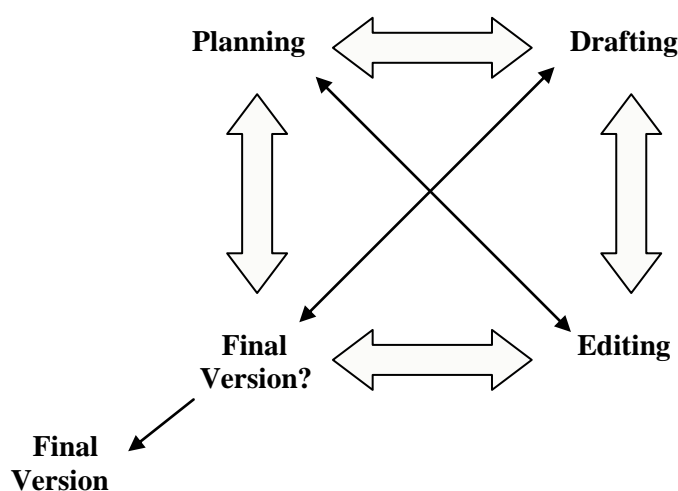 Planning
Drafting
Final
Version?
Editing
Final
Version